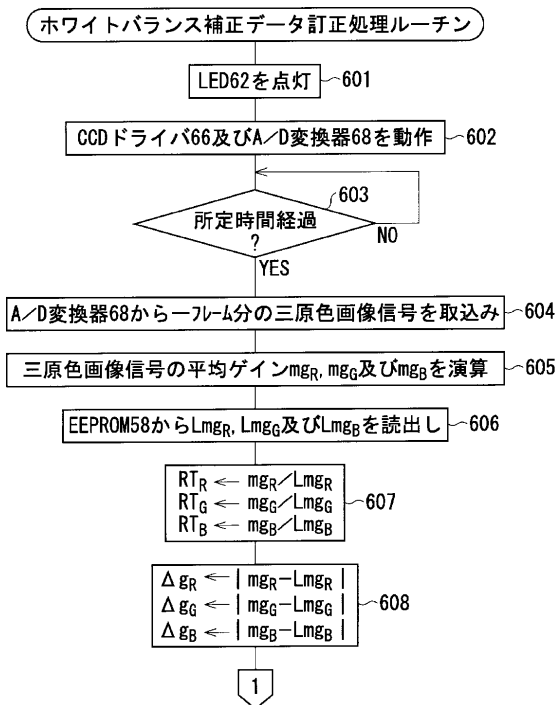 ホワイトバランス補正データ訂正処理ルーチン
LED62を点灯
601
CCDドライバ66及びA/D変換器68を動作
602
603
所定時間経過
?
NO
YES
A/D変換器68から一フレーム分の三原色画像信号を取込み
604
三原色画像信号の平均ゲインmgR,mgG及びmgBを演算
605
EEPROM58からLmgR,LmgG及びLmgBを読出し
606
RTR ← mgR/LmgR
RTG ← mgG/LmgG
RTB ← mgB/LmgB
607
ΔgR ← | mgR−LmgR |
ΔgG ← | mgG−LmgG |
ΔgB ← | mgB−LmgB |
608
1